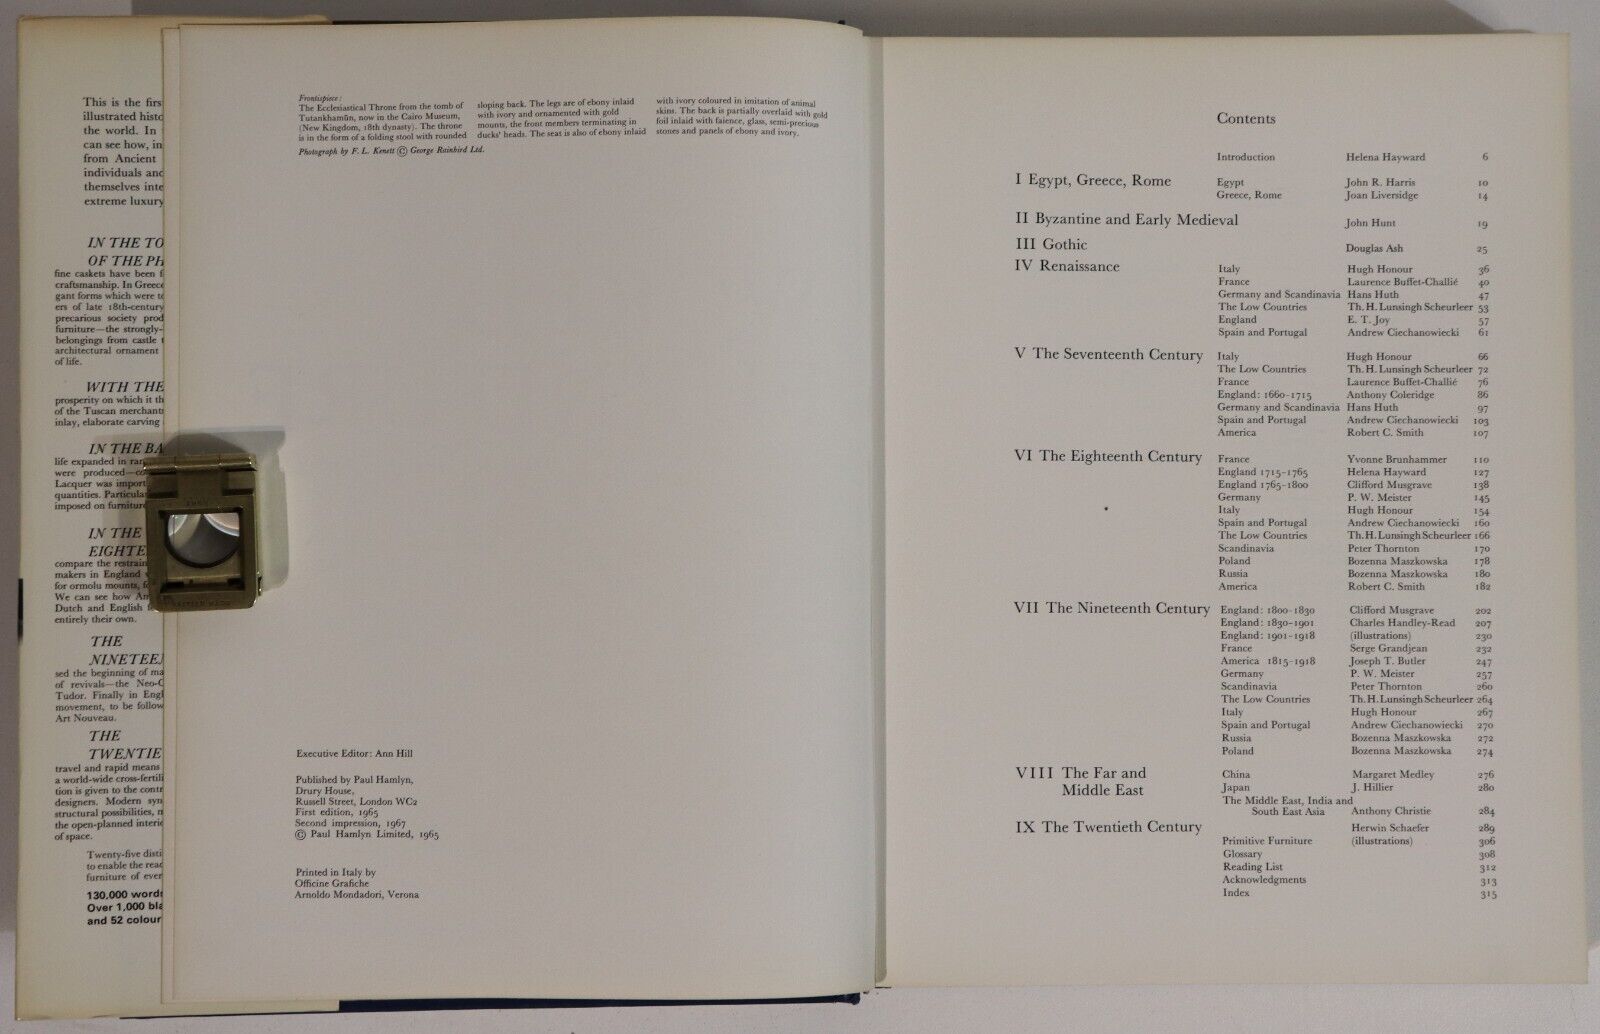 This is the firs
illustrated histo
the world. In
can see how, in
from Ancient
individuals and
themselves inte
extreme luxury
IN THE TO
OF THE PH
fine caskets have been f
craftsmanship. In Greece
gant forms which were to
ers of late 18th-century
precarious society prod
furniture—the strongly-
belongings from castle t
architectural ornament
of life.
WITH THE
prosperity on which it th
of the Tuscan merchant
inlay, elaborate carving
IN THE BA
life expanded in ran
were produced—co
Lacquer was import
quantities. Particula
imposed on furniture
IN THE
EIGHTE
compare the restrain
makers in England
for ormolu mounts, f
We can see how Am
Dutch and English f
entirely their own.
THE
NINETEE
sed the beginning of ma
of revivals—the Neo-G
Tudor. Finally in Engl
movement, to be follow
Art Nouveau.
THE
TWENTIE
travel and rapid means
a world-wide cross-fertili
tion is given to the contr
designers. Modern syn
structural possibilities, n
the open-planned interio
of space.
Twenty-five disti
to enable the read
furniture of ever
130,000 words
Over 1,000 bla
and 52 colour
Frontispiece:
The Ecclesiastical Throne from the tomb of
Tutankhamūn, now in the Cairo Museum,
(New Kingdom, 18th dynasty). The throne
is in the form of a folding stool with rounded
sloping back. The legs are of ebony inlaid
with ivory and ornamented with gold
mounts, the front members terminating in
ducks' heads. The seat is also of ebony inlaid
with ivory coloured in imitation of animal
skins. The back is partially overlaid with gold
foil inlaid with faience, glass, semi-precious
stones and panels of ebony and ivory.
Photograph by F. L. Kenett © George Rainbird Ltd.
Executive Editor: Ann Hill
Published by Paul Hamlyn,
Drury House,
Russell Street, London WC2
First edition, 1965
Second impression, 1967
© Paul Hamlyn Limited, 1965
Printed in Italy by
Officine Grafiche
Arnoldo Mondadori, Verona
Contents
Introduction Helena Hayward 6
I Egypt, Greece, Rome Egypt John R. Harris 10
Greece, Rome Joan Liversidge 14
II Byzantine and Early Medieval John Hunt 19
III Gothic Douglas Ash 25
IV Renaissance Italy Hugh Honour 36
France Laurence Buffet-Challié 40
Germany and Scandinavia Hans Huth 47
The Low Countries Th. H. Lunsingh Scheurleer 53
England E. T. Joy 57
Spain and Portugal Andrew Ciechanowiecki 61
V The Seventeenth Century Italy Hugh Honour 66
The Low Countries Th. H. Lunsingh Scheurleer 72
France Laurence Buffet-Challié 76
England: 1660–1715 Anthony Coleridge 86
Germany and Scandinavia Hans Huth 97
Spain and Portugal Andrew Ciechanowiecki 103
America Robert C. Smith 107
VI The Eighteenth Century France Yvonne Brunhammer 110
England 1715–1765 Helena Hayward 127
England 1765–1800 Clifford Musgrave 138
Germany P. W. Meister 145
Italy Hugh Honour 154
Spain and Portugal Andrew Ciechanowiecki 160
The Low Countries Th. H. Lunsingh Scheurleer 166
Scandinavia Peter Thornton 170
Poland Bozenna Maszkowska 178
Russia Bozenna Maszkowska 180
America Robert C. Smith 182
VII The Nineteenth Century England: 1800–1830 Clifford Musgrave 202
England: 1830–1901 Charles Handley-Read 207
England: 1901–1918 (illustrations) 230
France Serge Grandjean 232
America 1815–1918 Joseph T. Butler 247
Germany P. W. Meister 257
Scandinavia Peter Thornton 260
The Low Countries Th. H. Lunsingh Scheurleer 264
Italy Hugh Honour 267
Spain and Portugal Andrew Ciechanowiecki 270
Russia Bozenna Maszkowska 272
Poland Bozenna Maszkowska 274
VIII The Far and China Margaret Medley 276
Middle East Japan J. Hillier 280
The Middle East, India and
South East Asia Anthony Christie 284
IX The Twentieth Century Herwin Schaefer 289
Primitive Furniture (illustrations) 306
Glossary 308
Reading List 312
Acknowledgments 313
Index 315